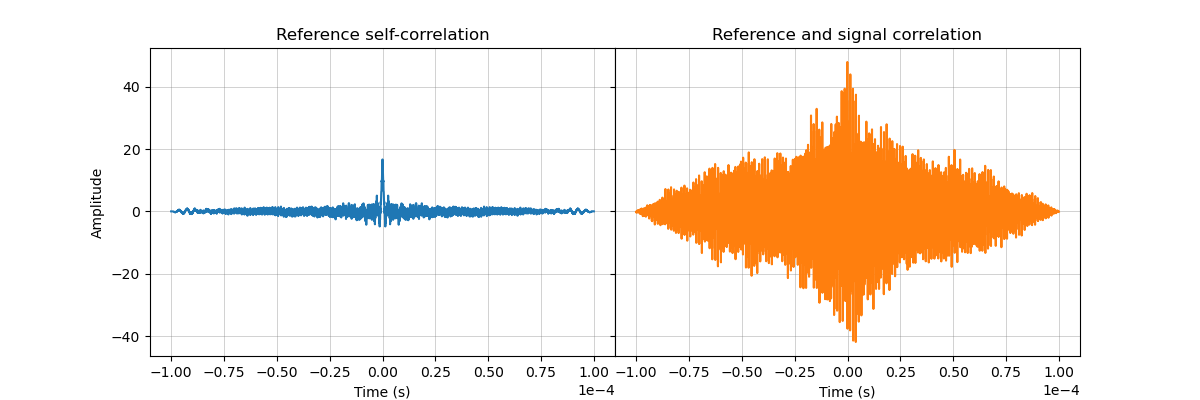 Reference self-correlation
Reference and signal correlation
Amplitude
40
20
0
−20
−40
−1.00 −0.75 −0.50 −0.25 0.00 0.25 0.50 0.75 1.00
1e−4
Time (s)
−1.00 −0.75 −0.50 −0.25 0.00 0.25 0.50 0.75 1.00
1e−4
Time (s)